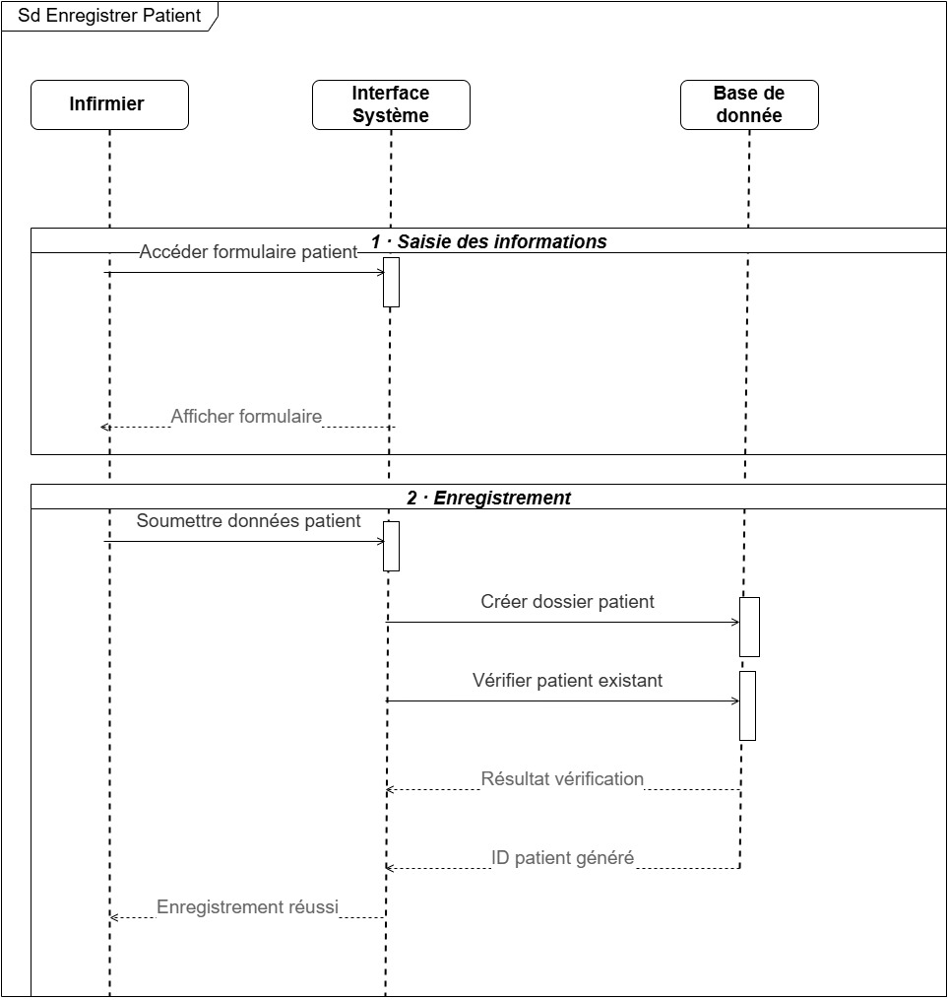 Sd Enregistrer Patient
Infirmier
Interface
Système
Base de
donnée
1 · Saisie des informations
Accéder formulaire patient
Afficher formulaire
2 · Enregistrement
Soumettre données patient
Créer dossier patient
Vérifier patient existant
Résultat vérification
ID patient généré
Enregistrement réussi